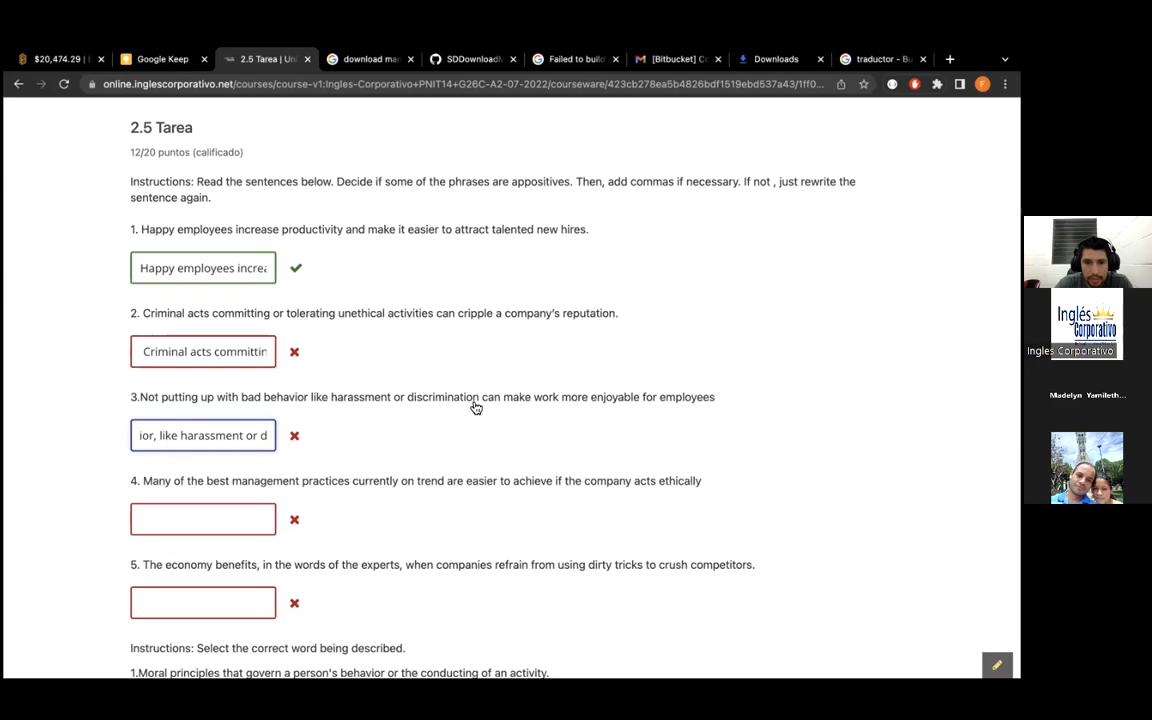 $20,474.29 |
Google Keep
2.5 Tarea | Uni
download man
SDDownloadM
Failed to build
[Bitbucket] Co
Downloads
traductor - Bu
online.inglescorporativo.net/courses/course-v1:Ingles-Corporativo+PNIT14+G26C-A2-07-2022/courseware/423cb278ea5b4826bdf1519ebd537a43/1ff0...
F
2.5 Tarea
12/20 puntos (calificado)
Instructions: Read the sentences below. Decide if some of the phrases are appositives. Then, add commas if necessary. If not , just rewrite the
sentence again.
1. Happy employees increase productivity and make it easier to attract talented new hires.
Happy employees increa
2. Criminal acts committing or tolerating unethical activities can cripple a company's reputation.
Criminal acts committin
3.Not putting up with bad behavior like harassment or discrimination can make work more enjoyable for employees
ior, like harassment or d
4. Many of the best management practices currently on trend are easier to achieve if the company acts ethically
5. The economy benefits, in the words of the experts, when companies refrain from using dirty tricks to crush competitors.
Instructions: Select the correct word being described.
1.Moral principles that govern a person's behavior or the conducting of an activity.
Inglés
Corporativo
Ingles Corporativo
Madelyn Yamileth...